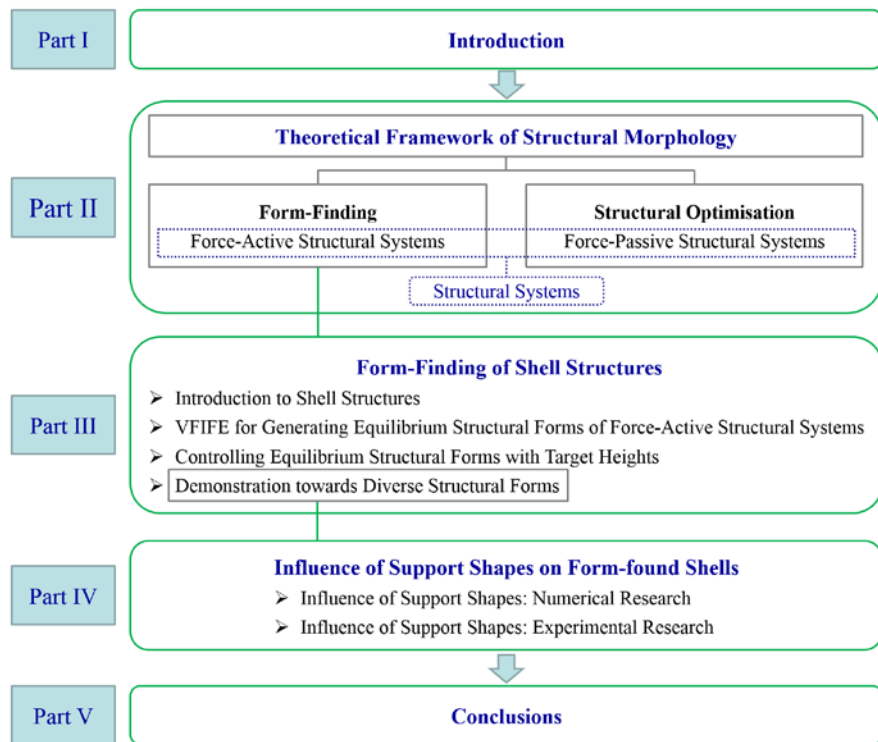 Part I
Introduction
Part II
Theoretical Framework of Structural Morphology
Form-Finding
Force-Active Structural Systems
Structural Optimisation
Force-Passive Structural Systems
Structural Systems
Part III
Form-Finding of Shell Structures
➢ Introduction to Shell Structures
➢ VFIFE for Generating Equilibrium Structural Forms of Force-Active Structural Systems
➢ Controlling Equilibrium Structural Forms with Target Heights
➢ Demonstration towards Diverse Structural Forms
Part IV
Influence of Support Shapes on Form-found Shells
➢ Influence of Support Shapes: Numerical Research
➢ Influence of Support Shapes: Experimental Research
Part V
Conclusions